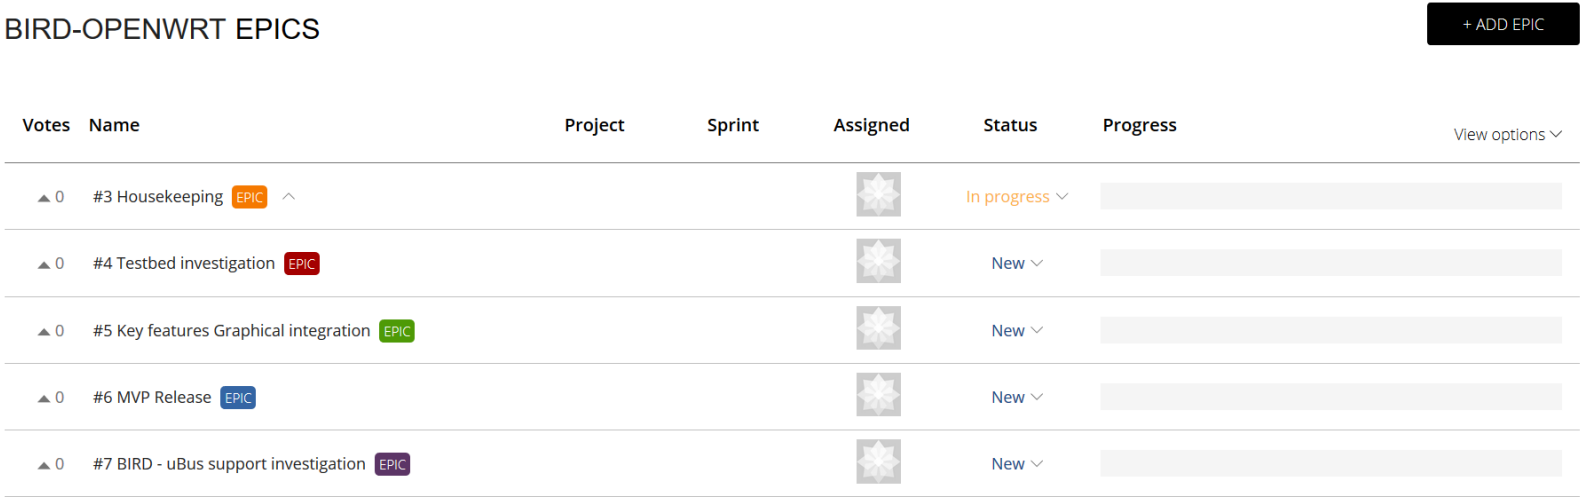 BIRD-OPENWRT EPICS
+ ADD EPIC
Votes Name Project Sprint Assigned Status Progress
View options
0 #3 Housekeeping EPIC In progress
0 #4 Testbed investigation EPIC New
0 #5 Key features Graphical integration EPIC New
0 #6 MVP Release EPIC New
0 #7 BIRD - uBus support investigation EPIC New